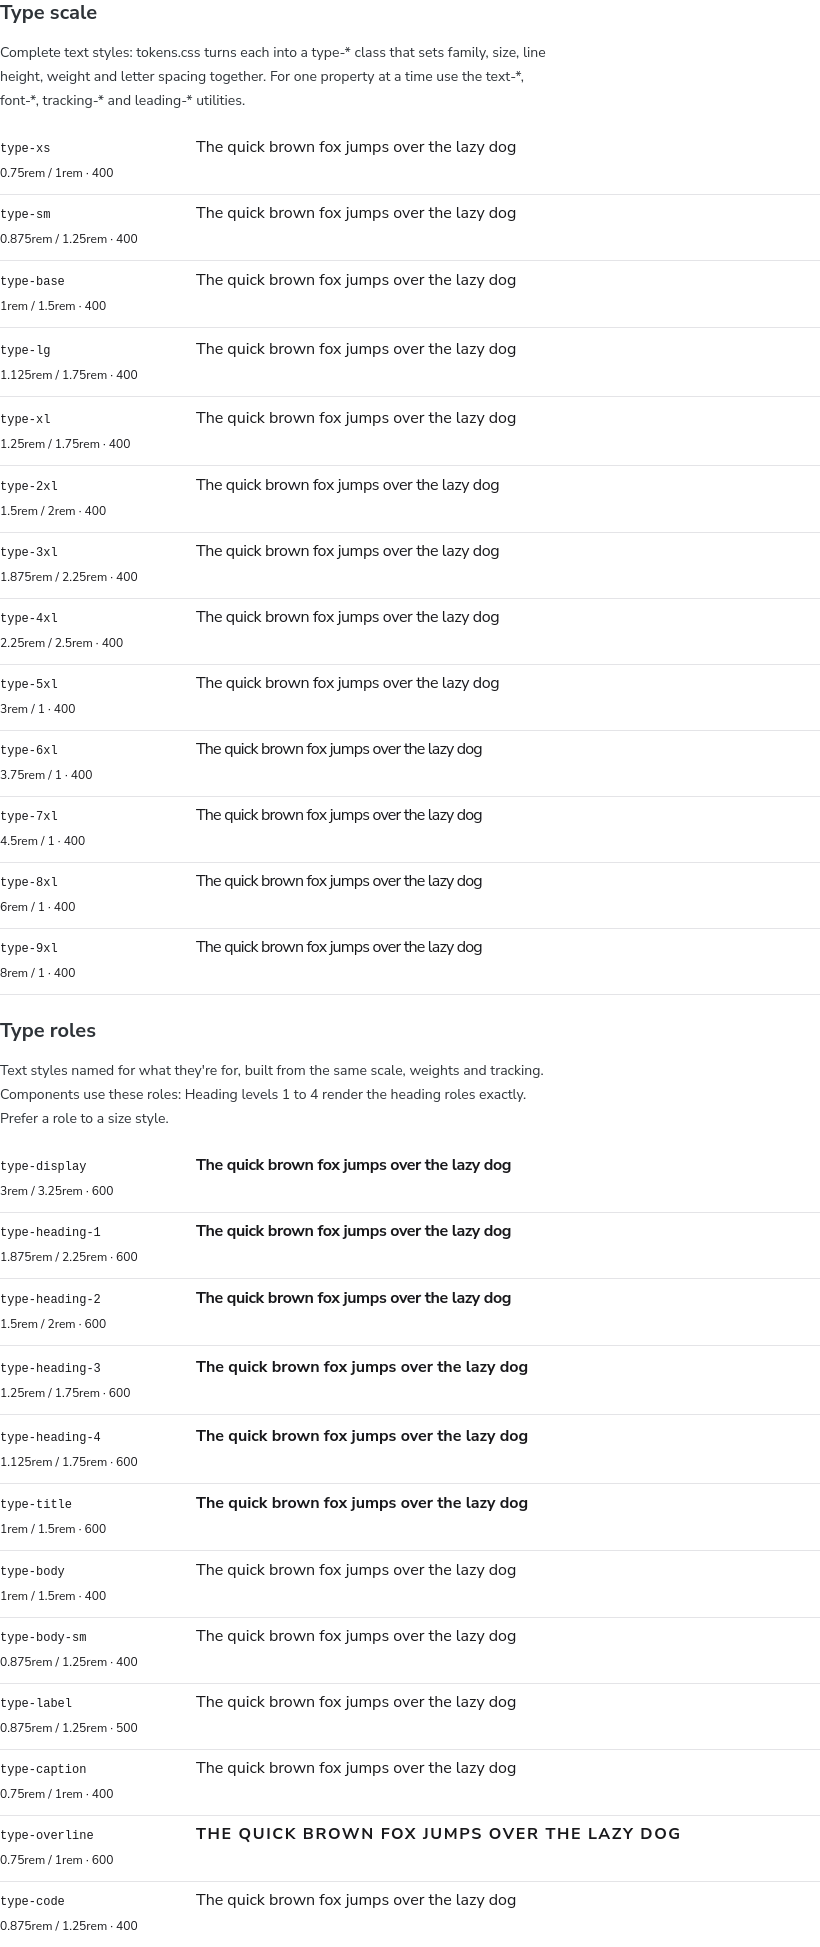 Type scale
Complete text styles: tokens.css turns each into a type-* class that sets family, size, line
height, weight and letter spacing together. For one property at a time use the text-*,
font-*, tracking-* and leading-* utilities.
type-xs The quick brown fox jumps over the lazy dog
0.75rem / 1rem · 400
type-sm The quick brown fox jumps over the lazy dog
0.875rem / 1.25rem · 400
type-base The quick brown fox jumps over the lazy dog
1rem / 1.5rem · 400
type-lg The quick brown fox jumps over the lazy dog
1.125rem / 1.75rem · 400
type-xl The quick brown fox jumps over the lazy dog
1.25rem / 1.75rem · 400
type-2xl The quick brown fox jumps over the lazy dog
1.5rem / 2rem · 400
type-3xl The quick brown fox jumps over the lazy dog
1.875rem / 2.25rem · 400
type-4xl The quick brown fox jumps over the lazy dog
2.25rem / 2.5rem · 400
type-5xl The quick brown fox jumps over the lazy dog
3rem / 1 · 400
type-6xl The quick brown fox jumps over the lazy dog
3.75rem / 1 · 400
type-7xl The quick brown fox jumps over the lazy dog
4.5rem / 1 · 400
type-8xl The quick brown fox jumps over the lazy dog
6rem / 1 · 400
type-9xl The quick brown fox jumps over the lazy dog
8rem / 1 · 400
Type roles
Text styles named for what they're for, built from the same scale, weights and tracking.
Components use these roles: Heading levels 1 to 4 render the heading roles exactly.
Prefer a role to a size style.
type-display The quick brown fox jumps over the lazy dog
3rem / 3.25rem · 600
type-heading-1 The quick brown fox jumps over the lazy dog
1.875rem / 2.25rem · 600
type-heading-2 The quick brown fox jumps over the lazy dog
1.5rem / 2rem · 600
type-heading-3 The quick brown fox jumps over the lazy dog
1.25rem / 1.75rem · 600
type-heading-4 The quick brown fox jumps over the lazy dog
1.125rem / 1.75rem · 600
type-title The quick brown fox jumps over the lazy dog
1rem / 1.5rem · 600
type-body The quick brown fox jumps over the lazy dog
1rem / 1.5rem · 400
type-body-sm The quick brown fox jumps over the lazy dog
0.875rem / 1.25rem · 400
type-label The quick brown fox jumps over the lazy dog
0.875rem / 1.25rem · 500
type-caption The quick brown fox jumps over the lazy dog
0.75rem / 1rem · 400
type-overline THE QUICK BROWN FOX JUMPS OVER THE LAZY DOG
0.75rem / 1rem · 600
type-code The quick brown fox jumps over the lazy dog
0.875rem / 1.25rem · 400